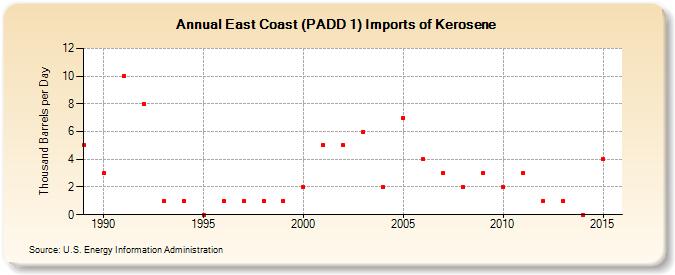 Annual East Coast (PADD 1) Imports of Kerosene
Thousand Barrels per Day
12
10
8
6
4
2
0
1990 1995 2000 2005 2010 2015
Source: U.S. Energy Information Administration